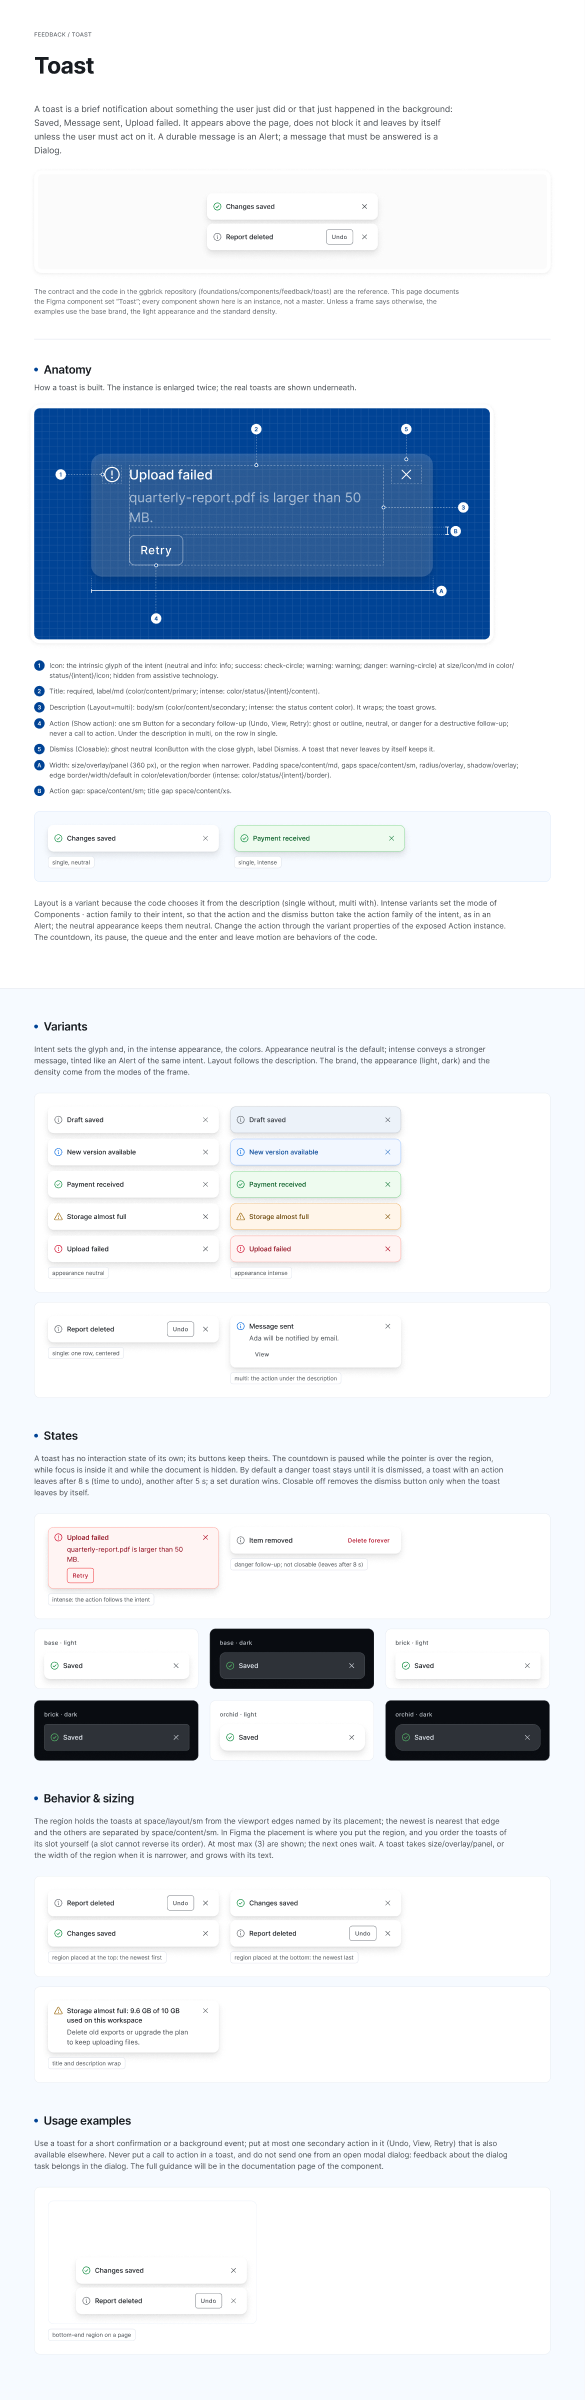 FEEDBACK / TOAST
Toast
A toast is a brief notification about something the user just did or that just happened in the background:
Saved, Message sent, Upload failed. It appears above the page, does not block it and leaves by itself
unless the user must act on it. A durable message is an Alert; a message that must be answered is a
Dialog.
Changes saved
Report deleted
Undo
The contract and the code in the ggbrick repository (foundations/components/feedback/toast) are the reference. This page documents
the Figma component set "Toast"; every component shown here is an instance, not a master. Unless a frame says otherwise, the
examples use the base brand, the light appearance and the standard density.
Anatomy
How a toast is built. The instance is enlarged twice; the real toasts are shown underneath.
2
5
1
Upload failed
quarterly-report.pdf is larger than 50
MB.
3
B
Retry
A
4
1 Icon: the intrinsic glyph of the intent (neutral and info: info; success: check-circle; warning: warning; danger: warning-circle) at size/icon/md in color/
status/{intent}/icon; hidden from assistive technology.
2 Title: required, label/md (color/content/primary; intense: color/status/{intent}/content).
3 Description (Layout=multi): body/sm (color/content/secondary; intense: the status content color). It wraps; the toast grows.
4 Action (Show action): one sm Button for a secondary follow-up (Undo, View, Retry): ghost or outline, neutral, or danger for a destructive follow-up;
never a call to action. Under the description in multi, on the row in single.
5 Dismiss (Closable): ghost neutral IconButton with the close glyph, label Dismiss. A toast that never leaves by itself keeps it.
A Width: size/overlay/panel (360 px), or the region when narrower. Padding space/content/md, gaps space/content/sm, radius/overlay, shadow/overlay;
edge border/width/default in color/elevation/border (intense: color/status/{intent}/border).
B Action gap: space/content/sm; title gap space/content/xs.
Changes saved
Payment received
single, neutral
single, intense
Layout is a variant because the code chooses it from the description (single without, multi with). Intense variants set the mode of
Components · action family to their intent, so that the action and the dismiss button take the action family of the intent, as in an
Alert; the neutral appearance keeps them neutral. Change the action through the variant properties of the exposed Action instance.
The countdown, its pause, the queue and the enter and leave motion are behaviors of the code.
Variants
Intent sets the glyph and, in the intense appearance, the colors. Appearance neutral is the default; intense conveys a stronger
message, tinted like an Alert of the same intent. Layout follows the description. The brand, the appearance (light, dark) and the
density come from the modes of the frame.
Draft saved
Draft saved
New version available
New version available
Payment received
Payment received
Storage almost full
Storage almost full
Upload failed
Upload failed
appearance neutral
appearance intense
Report deleted
Undo
single: one row, centered
Message sent
Ada will be notified by email.
View
multi: the action under the description
States
A toast has no interaction state of its own; its buttons keep theirs. The countdown is paused while the pointer is over the region,
while focus is inside it and while the document is hidden. By default a danger toast stays until it is dismissed, a toast with an action
leaves after 8 s (time to undo), another after 5 s; a set duration wins. Closable off removes the dismiss button only when the toast
leaves by itself.
Upload failed
quarterly-report.pdf is larger than 50
MB.
Retry
intense: the action follows the intent
Item removed
Delete forever
danger follow-up; not closable (leaves after 8 s)
base · light
Saved
base · dark
Saved
brick · light
Saved
brick · dark
Saved
orchid · light
Saved
orchid · dark
Saved
Behavior & sizing
The region holds the toasts at space/layout/sm from the viewport edges named by its placement; the newest is nearest that edge
and the others are separated by space/content/sm. In Figma the placement is where you put the region, and you order the toasts of
its slot yourself (a slot cannot reverse its order). At most max (3) are shown; the next ones wait. A toast takes size/overlay/panel, or
the width of the region when it is narrower, and grows with its text.
Report deleted
Undo
Changes saved
region placed at the top: the newest first
Changes saved
Report deleted
Undo
region placed at the bottom: the newest last
Storage almost full: 9.6 GB of 10 GB
used on this workspace
Delete old exports or upgrade the plan
to keep uploading files.
title and description wrap
Usage examples
Use a toast for a short confirmation or a background event; put at most one secondary action in it (Undo, View, Retry) that is also
available elsewhere. Never put a call to action in a toast, and do not send one from an open modal dialog: feedback about the dialog
task belongs in the dialog. The full guidance will be in the documentation page of the component.
Changes saved
Report deleted
Undo
bottom-end region on a page